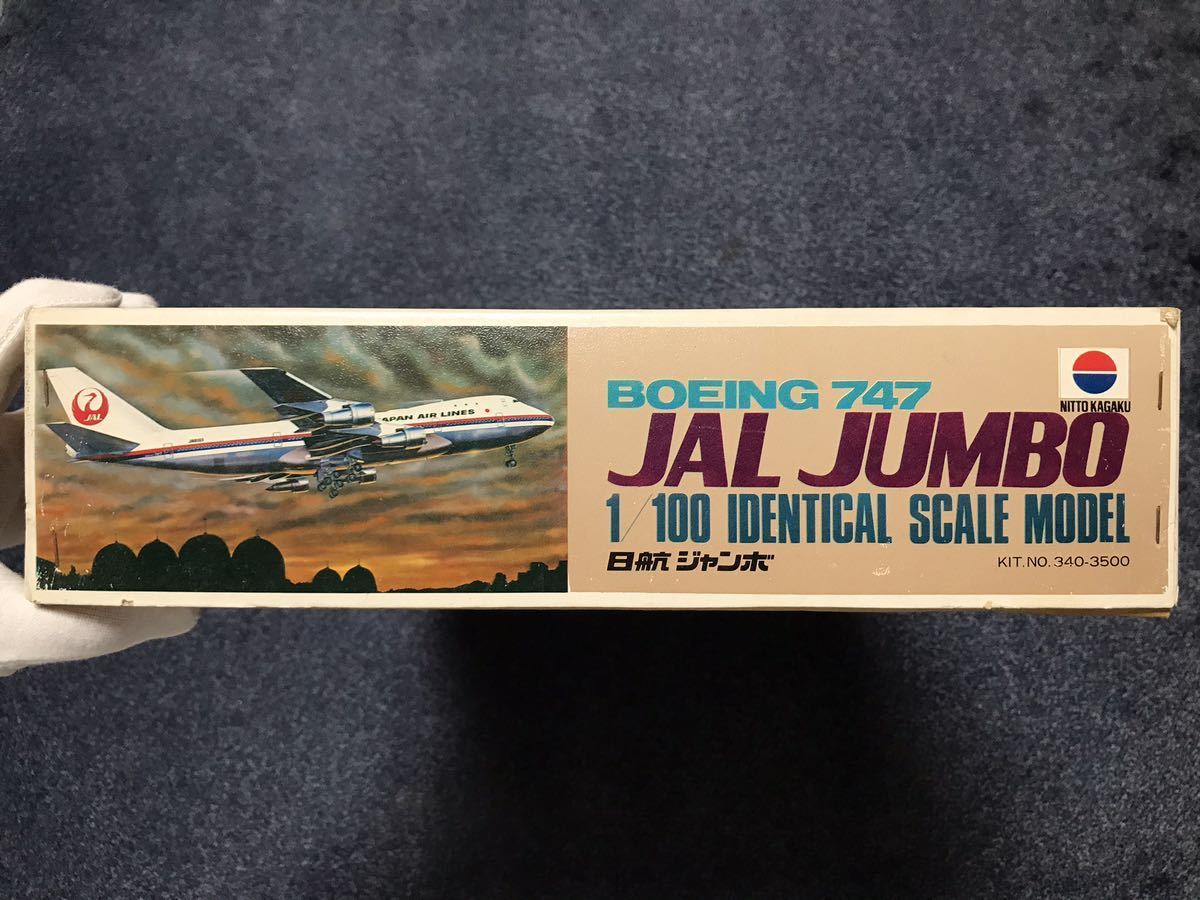 JAL
APAN AIR LINES
BOEING 747
JAL JUMBO
1/100 IDENTICAL SCALE MODEL
日航ジャンボ
NITTO KAGAKU
KIT. NO. 340-3500